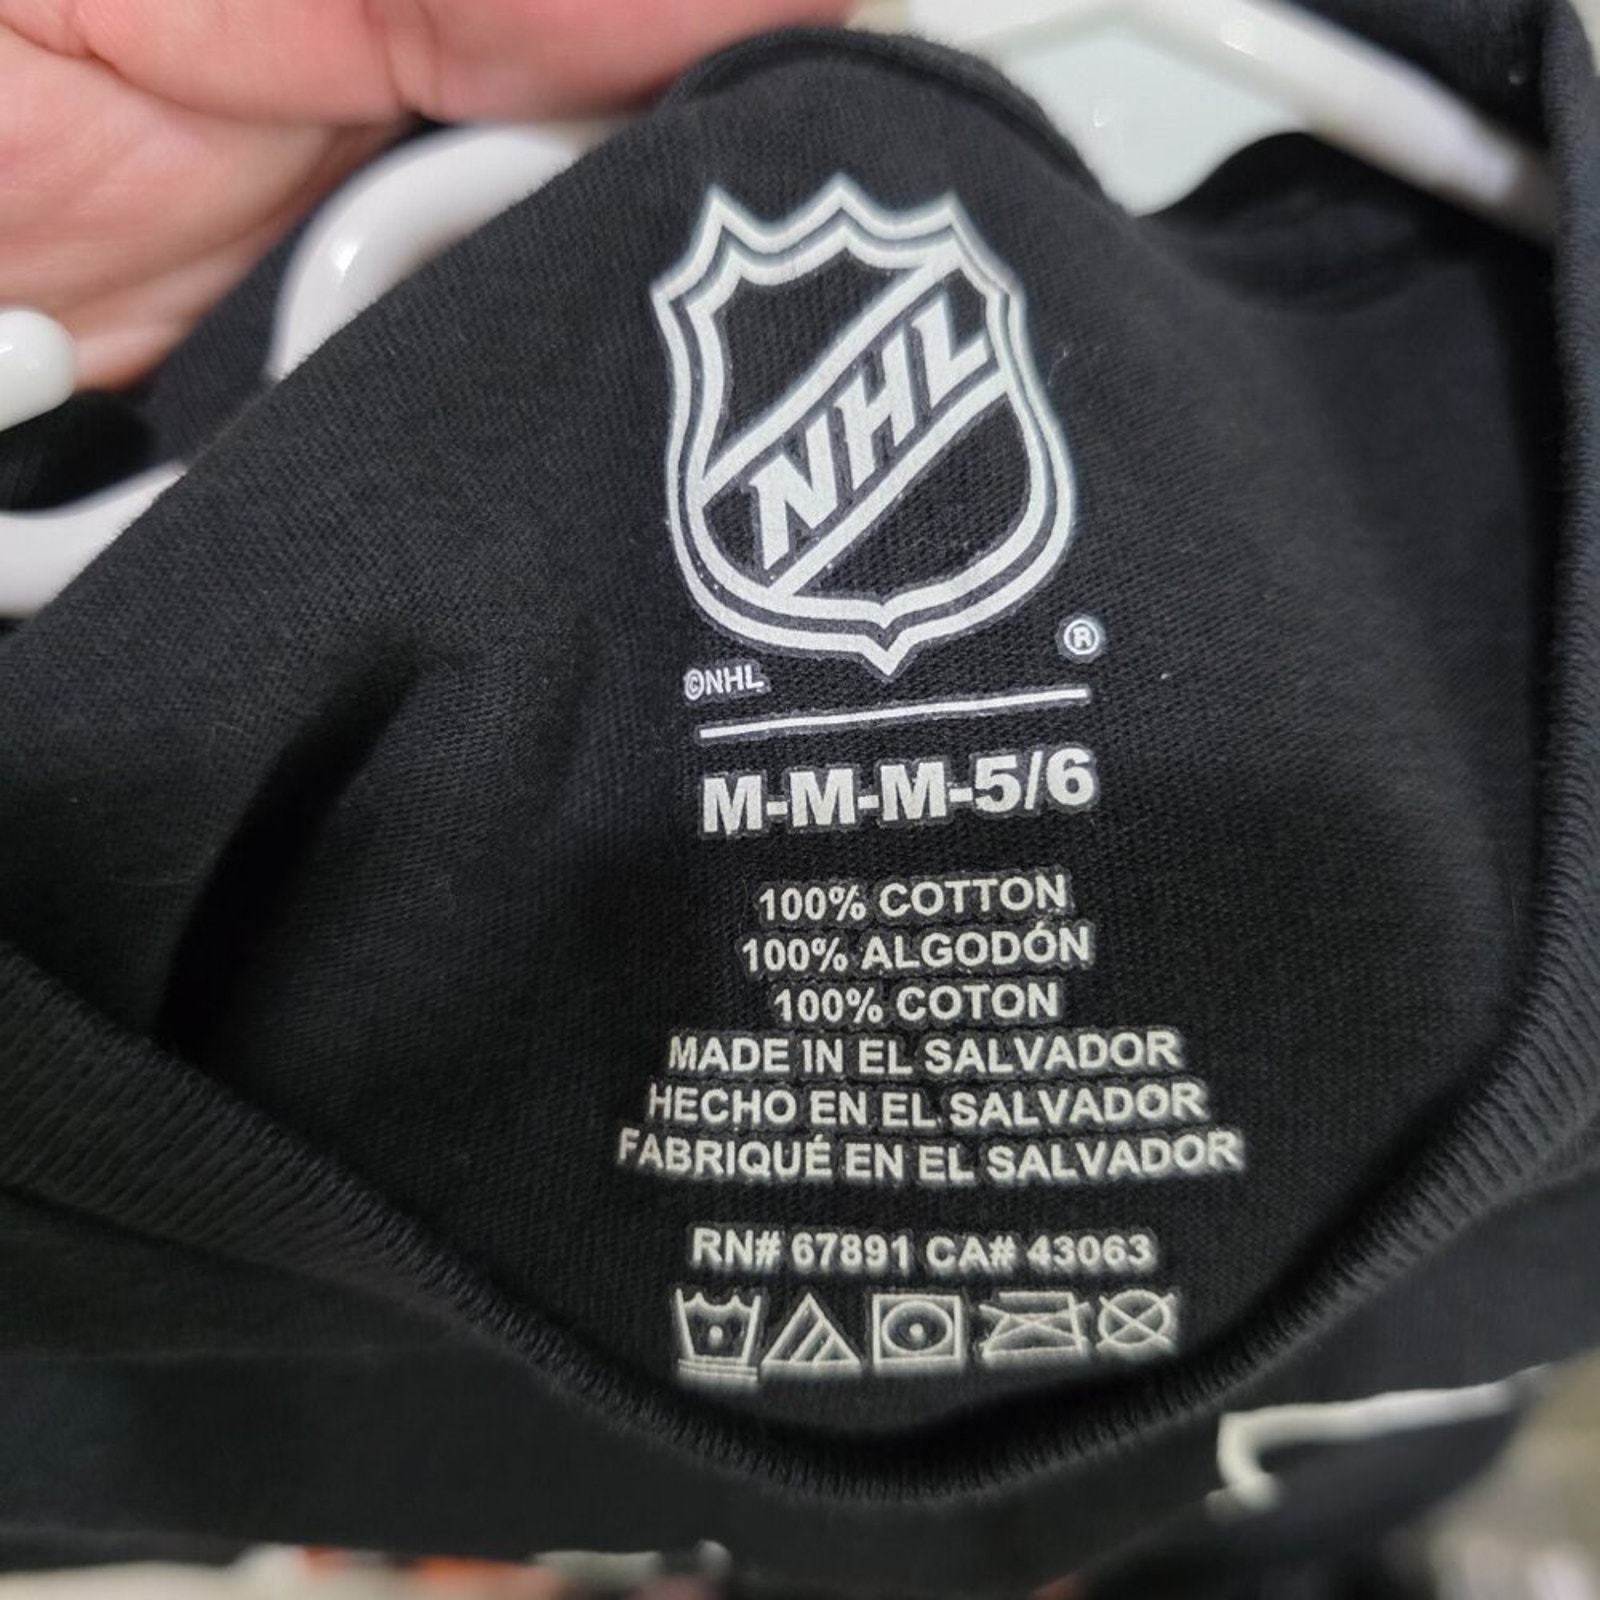 NHL
®
©NHL
M-M-M-5/6
100% COTTON
100% ALGODÓN
100% COTON
MADE IN EL SALVADOR
HECHO EN EL SALVADOR
FABRIQUÉ EN EL SALVADOR
RN# 67891 CA# 43063